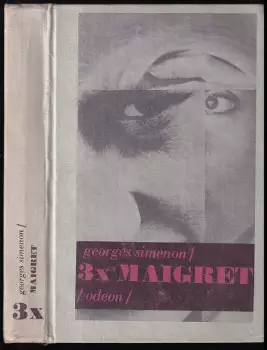 georges simenon/
3x MAIGRET
/odeon/
georges simenon/
MAIGRET
3x